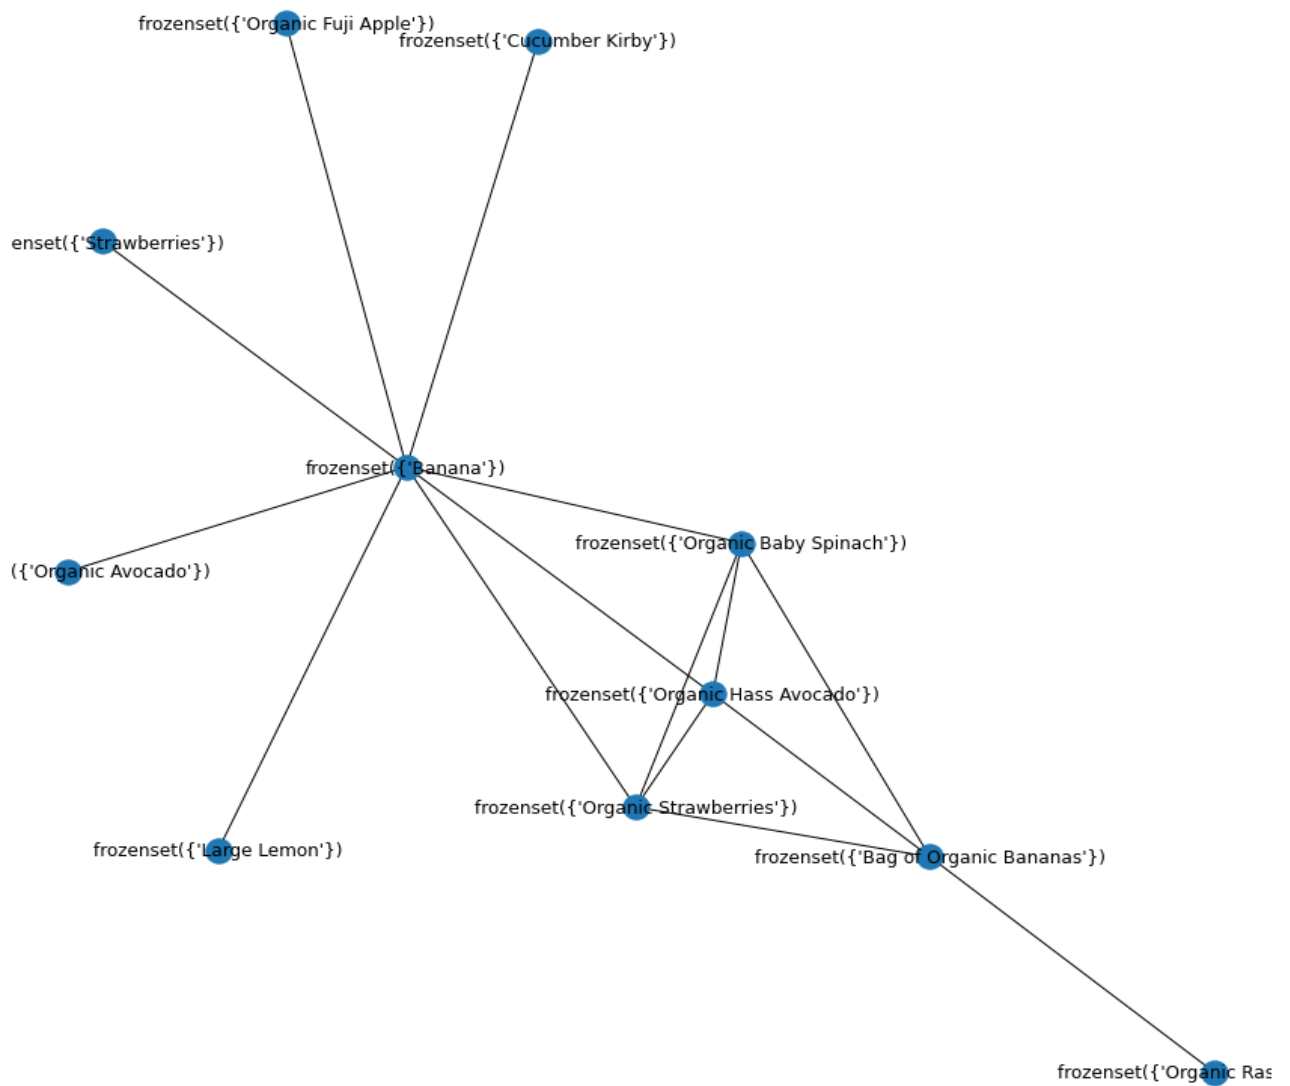 frozenset({'Organic Fuji Apple'})
frozenset({'Cucumber Kirby'})
enset({'Strawberries'})
frozenset({'Banana'})
frozenset({'Organic Baby Spinach'})
({'Organic Avocado'})
frozenset({'Organic Hass Avocado'})
frozenset({'Organic Strawberries'})
frozenset({'Large Lemon'})
frozenset({'Bag of Organic Bananas'})
frozenset({'Organic Ras